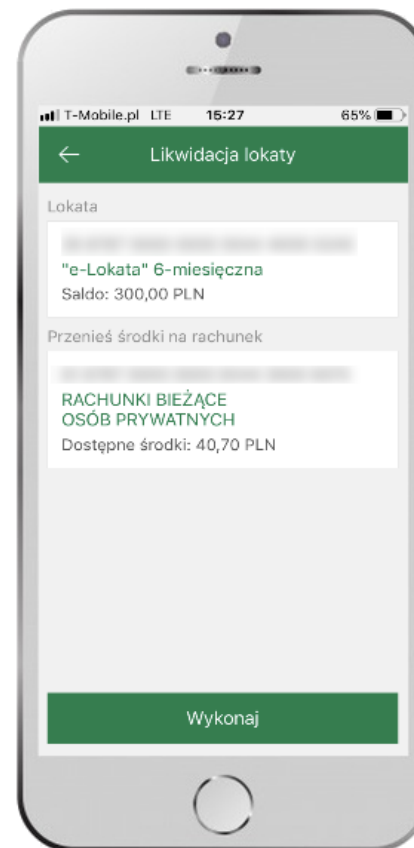 T-Mobile.pl LTE 15:27 65%
Likwidacja lokaty
Lokata
"e-Lokata" 6-miesięczna
Saldo: 300,00 PLN
Przenieś środki na rachunek
RACHUNKI BIEŻĄCE
OSÓB PRYWATNYCH
Dostępne środki: 40,70 PLN
Wykonaj